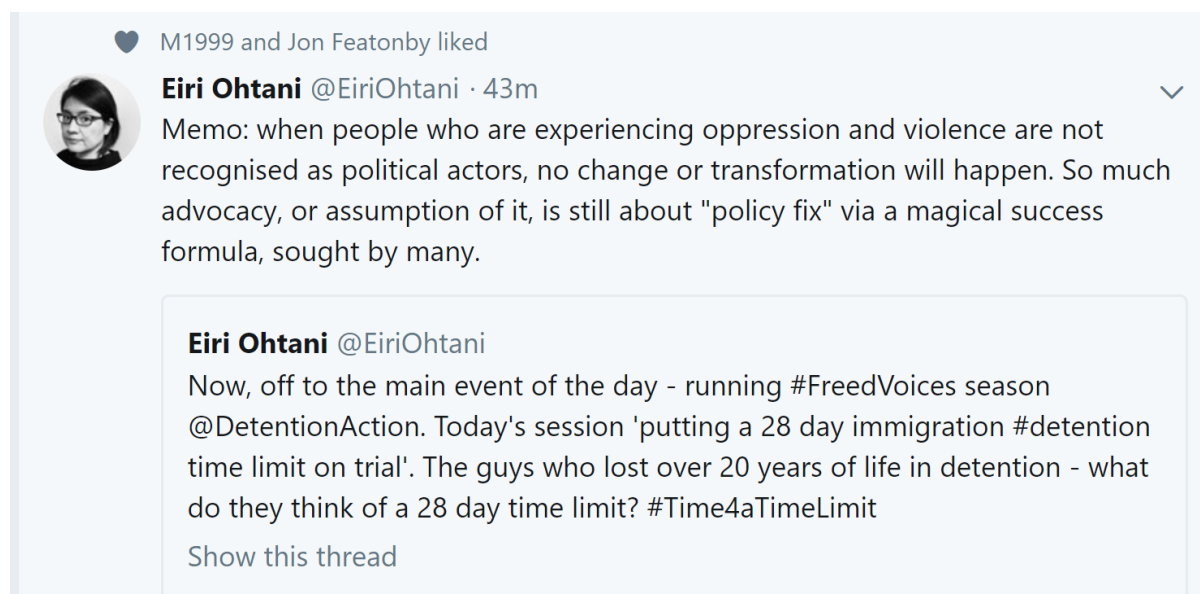 M1999 and Jon Featonby liked
Eiri Ohtani @EiriOhtani · 43m
Memo: when people who are experiencing oppression and violence are not
recognised as political actors, no change or transformation will happen. So much
advocacy, or assumption of it, is still about "policy fix" via a magical success
formula, sought by many.
Eiri Ohtani @EiriOhtani
Now, off to the main event of the day - running #FreedVoices season
@DetentionAction. Today's session 'putting a 28 day immigration #detention
time limit on trial'. The guys who lost over 20 years of life in detention - what
do they think of a 28 day time limit? #Time4aTimeLimit
Show this thread